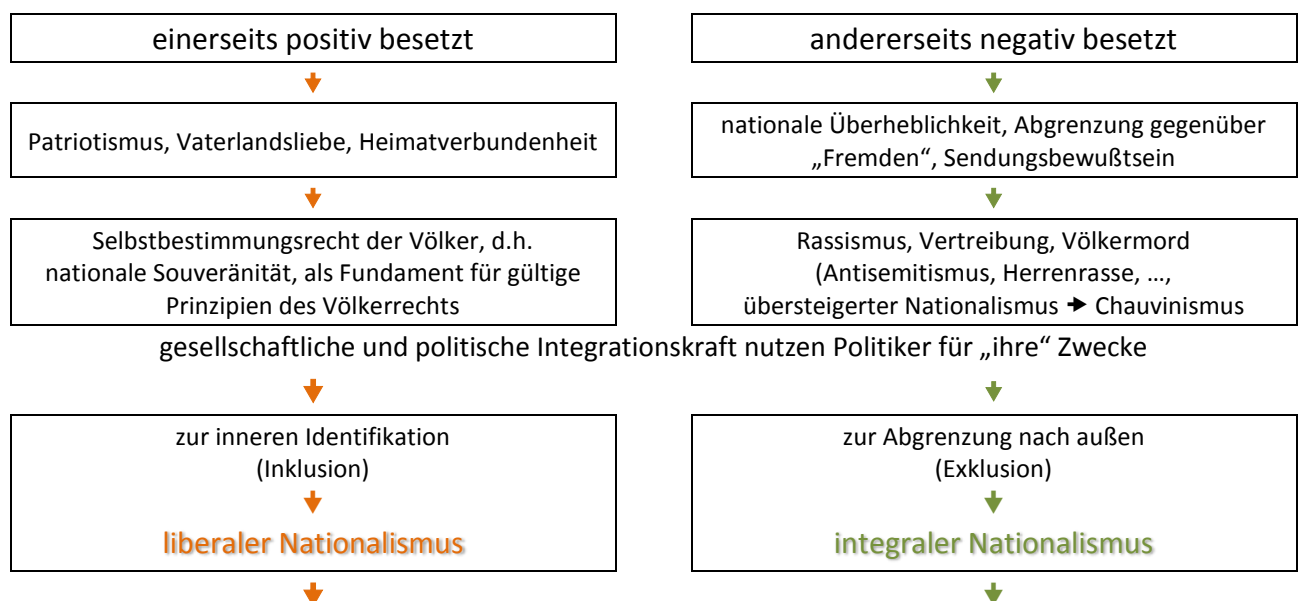 einerseits positiv besetzt
andererseits negativ besetzt
Patriotismus, Vaterlandsliebe, Heimatverbundenheit
nationale Überheblichkeit, Abgrenzung gegenüber
„Fremden“, Sendungsbewußtsein
Selbstbestimmungsrecht der Völker, d.h.
nationale Souveränität, als Fundament für gültige
Prinzipien des Völkerrechts
Rassismus, Vertreibung, Völkermord
(Antisemitismus, Herrenrasse, …,
übersteigerter Nationalismus → Chauvinismus
gesellschaftliche und politische Integrationskraft nutzen Politiker für „ihre“ Zwecke
zur inneren Identifikation
(Inklusion)
liberaler Nationalismus
zur Abgrenzung nach außen
(Exklusion)
integraler Nationalismus